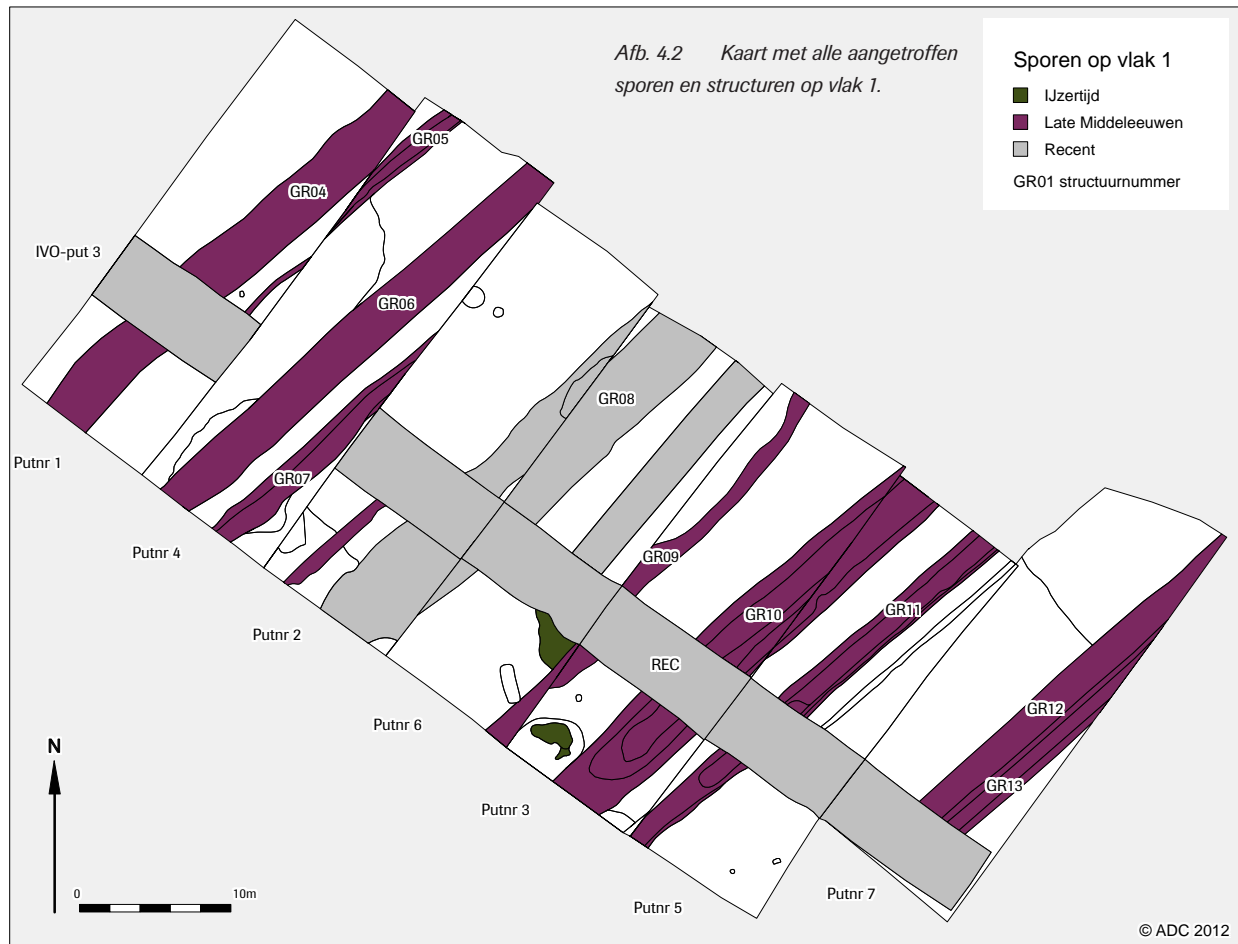 Afb. 4.2 Kaart met alle aangetroffen
sporen en structuren op vlak 1.
Sporen op vlak 1
IJzertijd
Late Middeleeuwen
Recent
GR01 structuurnummer
GR05
GR04
IVO-put 3
GR06
GR08
GR07
Putnr 1
Putnr 4
GR09
GR10
GR11
Putnr 2
REC
Putnr 6
GR12
GR13
N
Putnr 3
0 10m
Putnr 7
Putnr 5
© ADC 2012